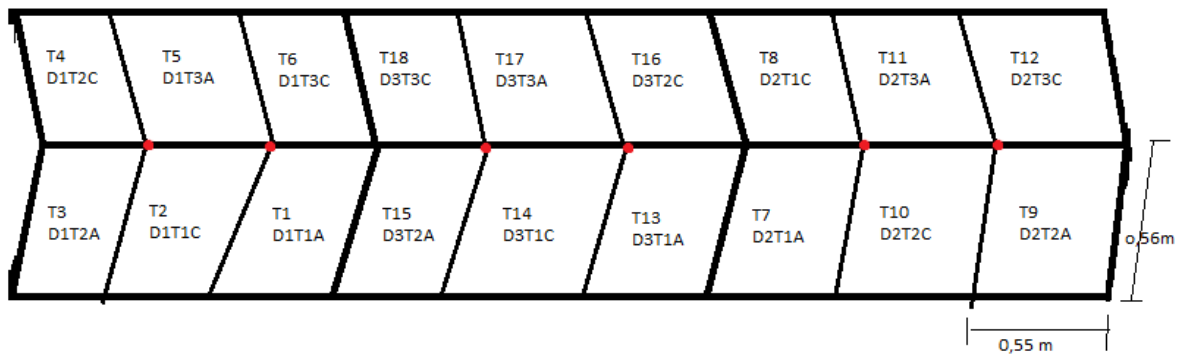 T4
D1T2C
T5
D1T3A
T6
D1T3C
T18
D3T3C
T17
D3T3A
T16
D3T2C
T8
D2T1C
T11
D2T3A
T12
D2T3C
T3
D1T2A
T2
D1T1C
T1
D1T1A
T15
D3T2A
T14
D3T1C
T13
D3T1A
T7
D2T1A
T10
D2T2C
T9
D2T2A
0,56m
0,55 m